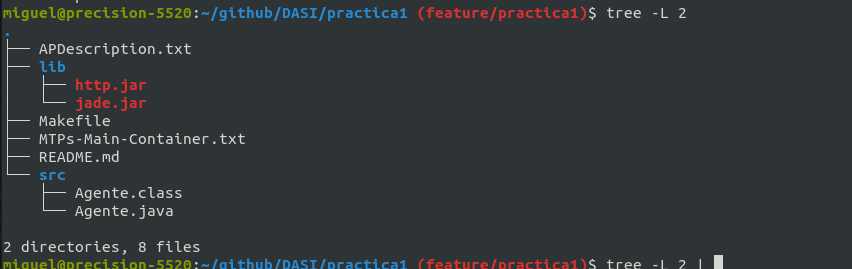 miguel@precision-5520:~/github/DASI/practica1 (feature/practica1)$ tree -L 2
.
├── APDescription.txt
├── lib
│   ├── http.jar
│   └── jade.jar
├── Makefile
├── MTPs-Main-Container.txt
├── README.md
└── src
    ├── Agente.class
    └── Agente.java

2 directories, 8 files
miguel@precision-5520:~/github/DASI/practica1 (feature/practica1)$ tree -L 2 |